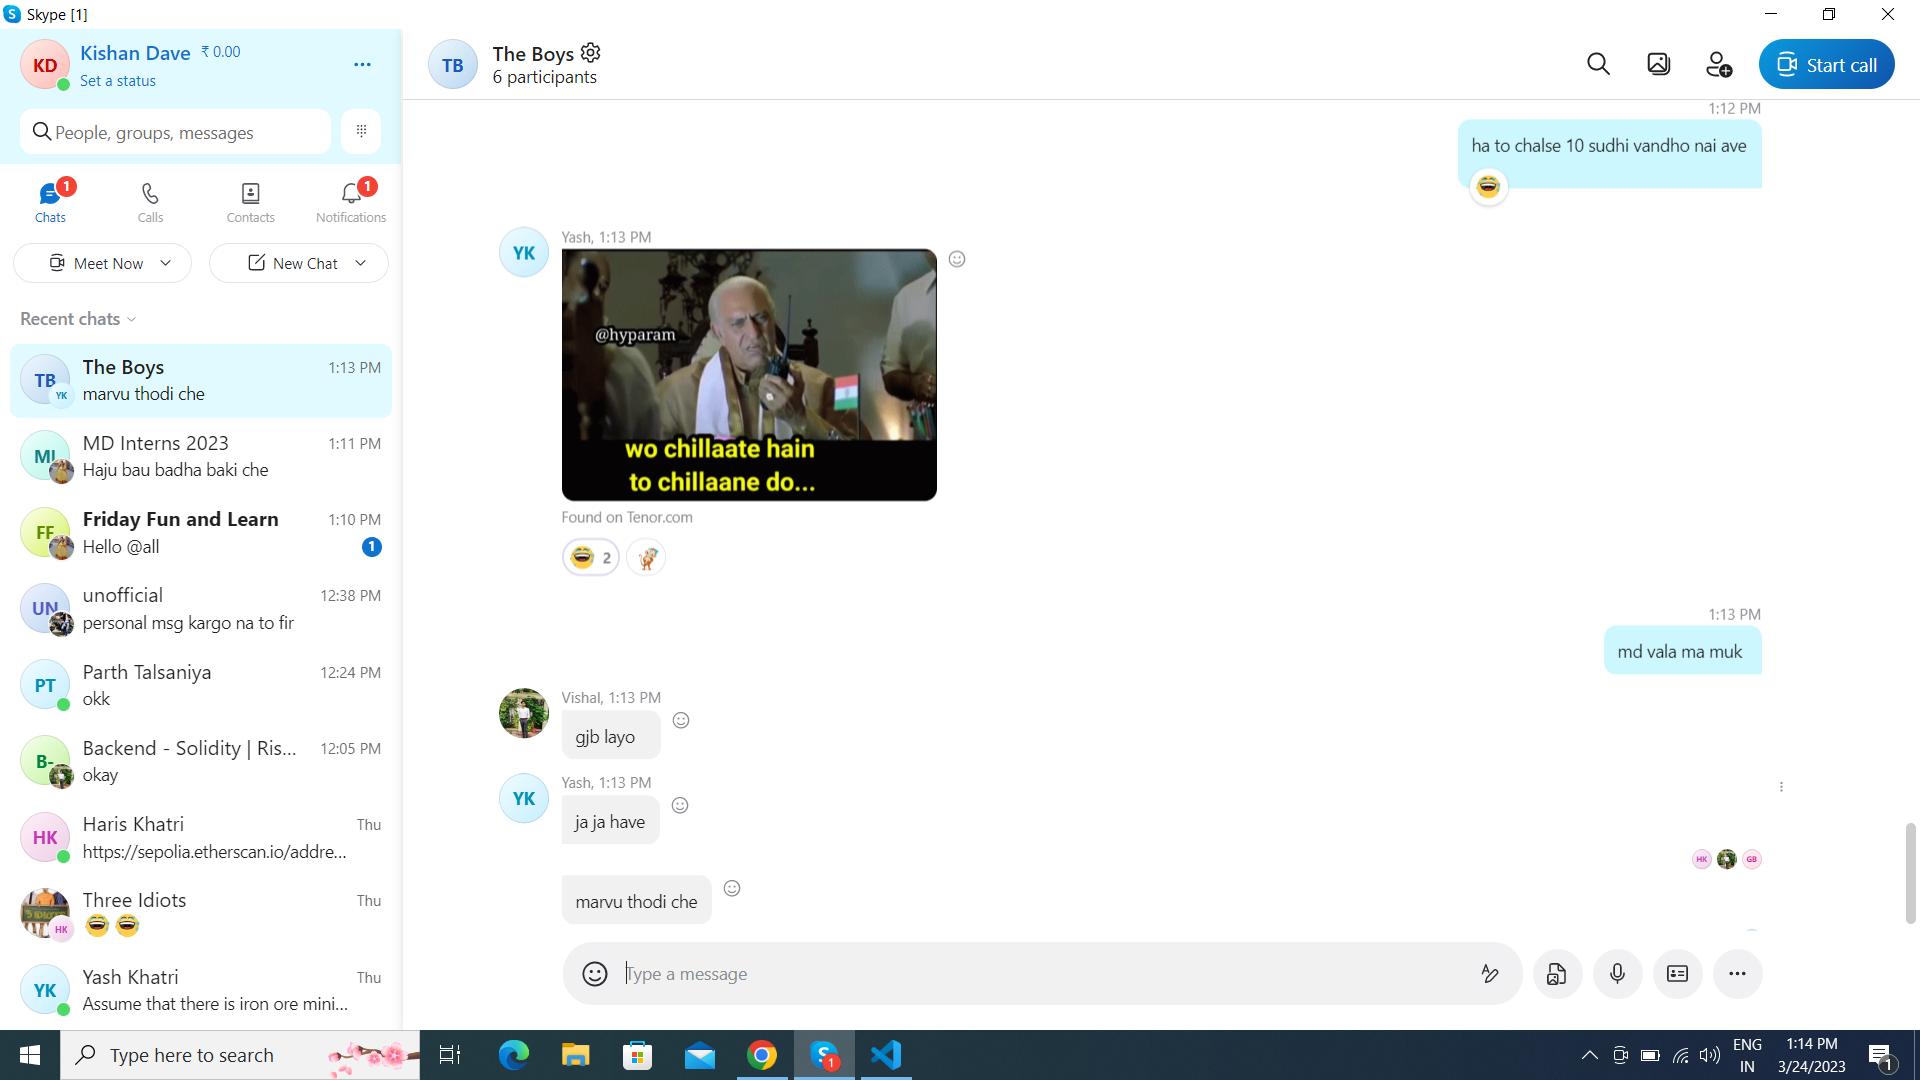 Skype [1]
KD
Kishan Dave ₹ 0.00
Set a status
People, groups, messages
1
Chats
Calls
Contacts
1
Notifications
Meet Now
New Chat
Recent chats
TB
YK
The Boys 1:13 PM
marvu thodi che
MI
MD Interns 2023 1:11 PM
Haju bau badha baki che
FF
Friday Fun and Learn 1:10 PM
Hello @all 1
UN
unofficial 12:38 PM
personal msg kargo na to fir
PT
Parth Talsaniya 12:24 PM
okk
B-
Backend - Solidity | Ris... 12:05 PM
okay
HK
Haris Khatri Thu
https://sepolia.etherscan.io/addre...
HK
Three Idiots Thu
😂 😂
YK
Yash Khatri Thu
Assume that there is iron ore mini...
TB
The Boys
6 participants
Start call
1:12 PM
ha to chalse 10 sudhi vandho nai ave
YK
Yash, 1:13 PM
@hyparam
wo chillaate hain
to chillaane do...
Found on Tenor.com
😂 2
1:13 PM
md vala ma muk
Vishal, 1:13 PM
gjb layo
YK
Yash, 1:13 PM
ja ja have
HK GB
marvu thodi che
Type a message
Type here to search
1
ENG
IN
1:14 PM
3/24/2023
1